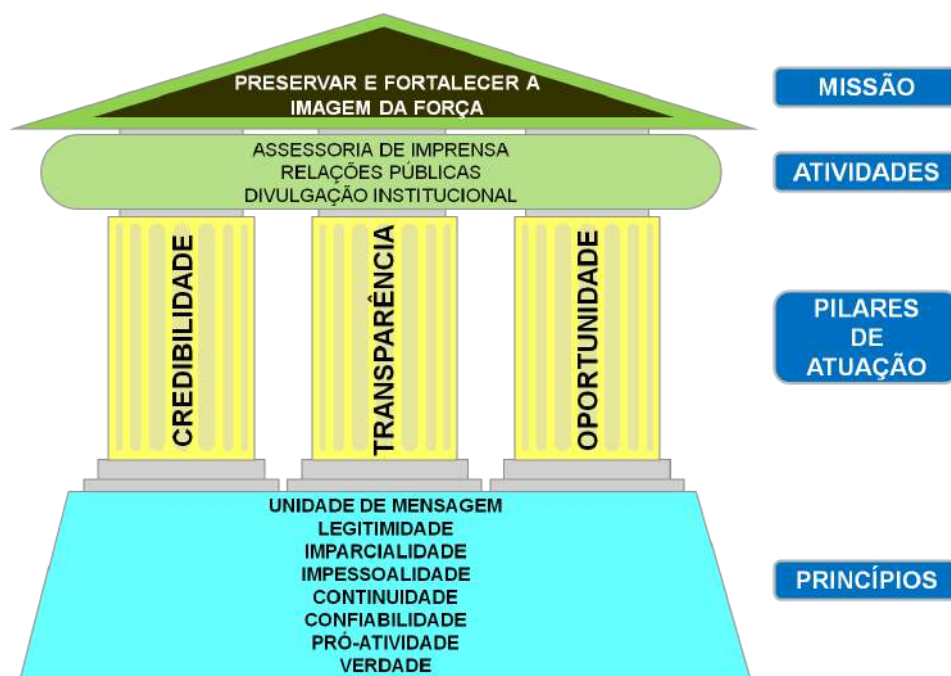 PRESERVAR E FORTALECER A
IMAGEM DA FORÇA
MISSÃO
ASSESSORIA DE IMPRENSA
RELAÇÕES PÚBLICAS
DIVULGAÇÃO INSTITUCIONAL
ATIVIDADES
CREDIBILIDADE
TRANSPARÊNCIA
OPORTUNIDADE
PILARES
DE
ATUAÇÃO
UNIDADE DE MENSAGEM
LEGITIMIDADE
IMPARCIALIDADE
IMPESSOALIDADE
CONTINUIDADE
CONFIABILIDADE
PRÓ-ATIVIDADE
VERDADE
PRINCÍPIOS